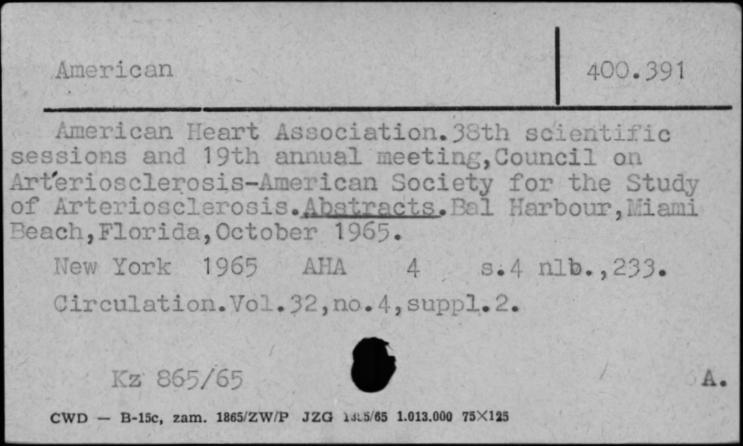 American 400.391
American Heart Association.38th scientific
sessions and 19th annual meeting,Council on
Arteriosclerosis-American Society for the Study
of Arteriosclerosis.Abstracts.Bal Harbour,Miami
Beach,Florida,October 1965.
New York 1965 AHA 4 s.4 nlb.,233.
Circulation.Vol.32,no.4,suppl.2.
Kz 865/65 A.
CWD — B-15c, zam. 1865/ZW/P JZG 1.013.000 75×125